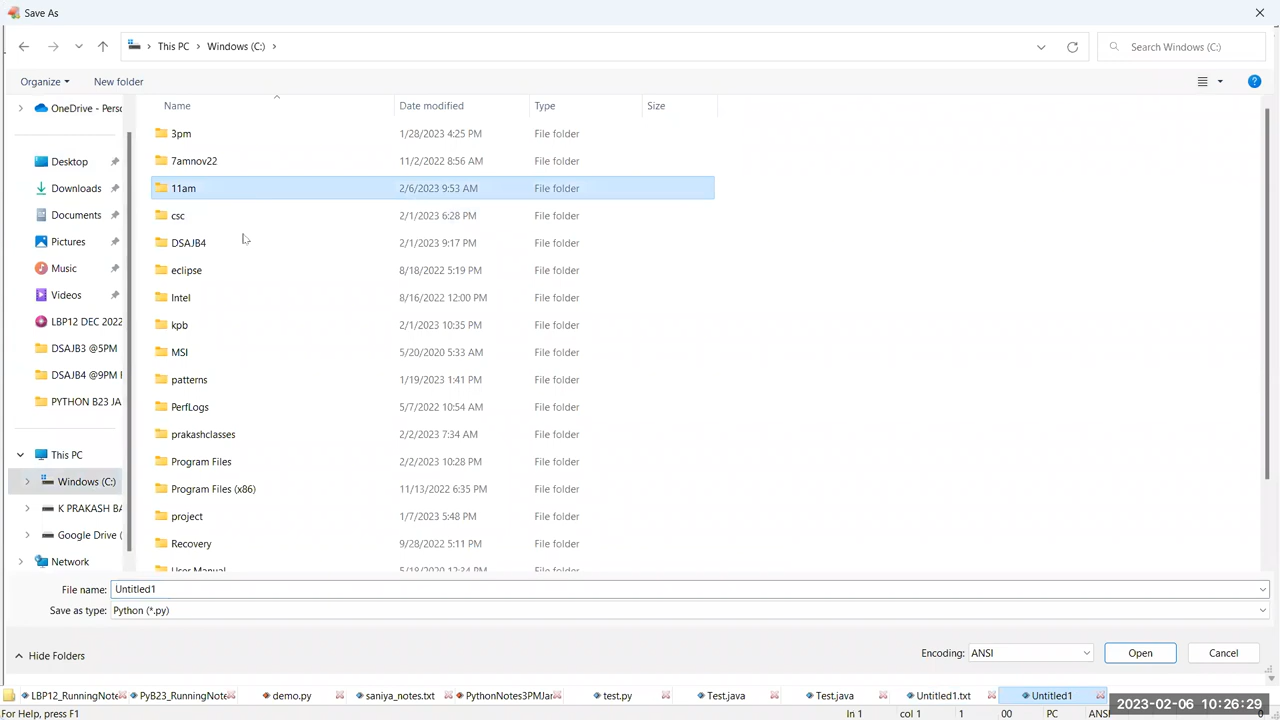 Save As
This PC > Windows (C:) >
Search Windows (C:)
Organize
New folder
OneDrive - Perso
Name
Date modified
Type
Size
3pm 1/28/2023 4:25 PM File folder
Desktop
7amnov22 11/2/2022 8:56 AM File folder
Downloads
11am 2/6/2023 9:53 AM File folder
Documents
csc 2/1/2023 6:28 PM File folder
Pictures
DSAJB4 2/1/2023 9:17 PM File folder
Music
eclipse 8/18/2022 5:19 PM File folder
Videos
Intel 8/16/2022 12:00 PM File folder
LBP12 DEC 2022
kpb 2/1/2023 10:35 PM File folder
DSAJB3 @5PM
MSI 5/20/2020 5:33 AM File folder
DSAJB4 @9PM
patterns 1/19/2023 1:41 PM File folder
PYTHON B23 JA
PerfLogs 5/7/2022 10:54 AM File folder
prakashclasses 2/2/2023 7:34 AM File folder
This PC
Program Files 2/2/2023 10:28 PM File folder
Windows (C:)
Program Files (x86) 11/13/2022 6:35 PM File folder
K PRAKASH BA
project 1/7/2023 5:48 PM File folder
Google Drive (
Recovery 9/28/2022 5:11 PM File folder
Network
User Manual 5/18/2020 12:34 PM File folder
File name: Untitled1
Save as type: Python (*.py)
Hide Folders
Encoding: ANSI
Open
Cancel
LBP12_RunningNote
PyB23_RunningNote
demo.py
saniya_notes.txt
PythonNotes3PMJan
test.py
Test.java
Test.java
Untitled1.txt
Untitled1
For Help, press F1
ln 1
col 1
1
00
PC
ANSI
2023-02-06 10:26:29